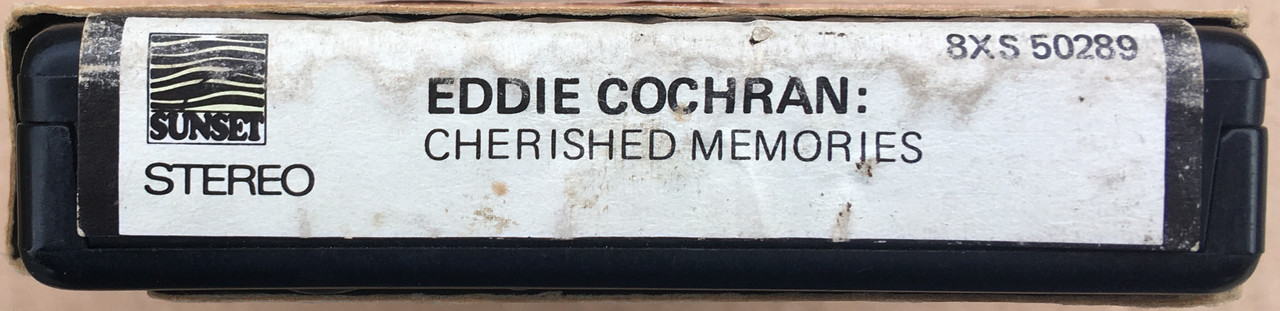 8XS 50289
SUNSET
STEREO
EDDIE COCHRAN:
CHERISHED MEMORIES